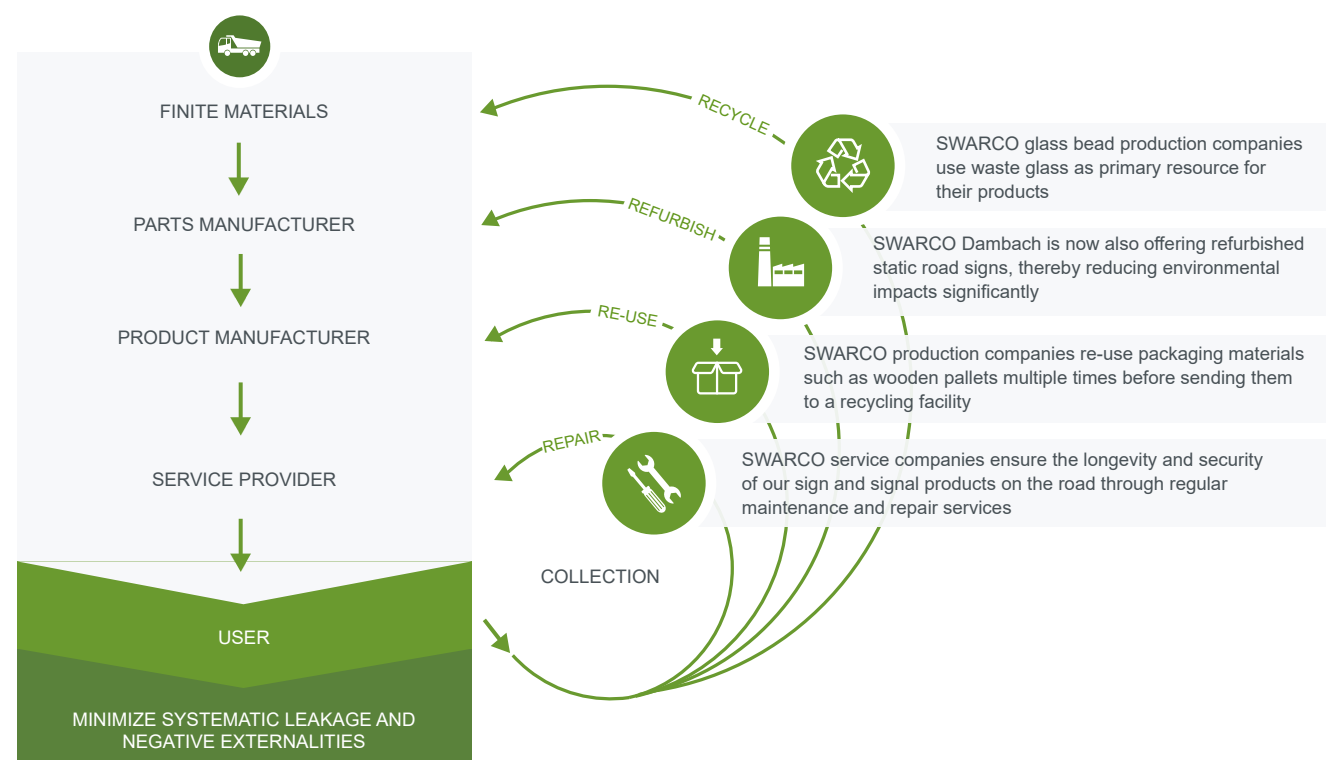 FINITE MATERIALS
PARTS MANUFACTURER
PRODUCT MANUFACTURER
SERVICE PROVIDER
USER
MINIMIZE SYSTEMATIC LEAKAGE AND
NEGATIVE EXTERNALITIES
RECYCLE
SWARCO glass bead production companies
use waste glass as primary resource for
their products
REFURBISH
SWARCO Dambach is now also offering refurbished
static road signs, thereby reducing environmental
impacts significantly
RE-USE
SWARCO production companies re-use packaging materials
such as wooden pallets multiple times before sending them
to a recycling facility
REPAIR
SWARCO service companies ensure the longevity and security
of our sign and signal products on the road through regular
maintenance and repair services
COLLECTION